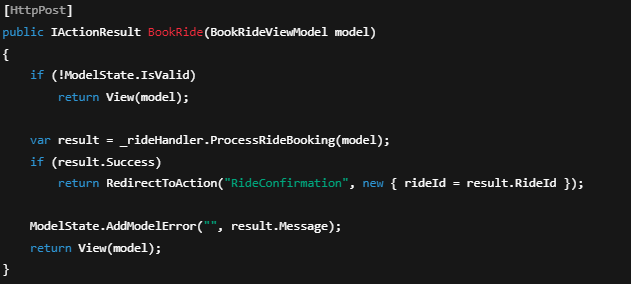 [HttpPost]
public IActionResult BookRide(BookRideViewModel model)
{
    if (!ModelState.IsValid)
        return View(model);

    var result = _rideHandler.ProcessRideBooking(model);
    if (result.Success)
        return RedirectToAction("RideConfirmation", new { rideId = result.RideId });

    ModelState.AddModelError("", result.Message);
    return View(model);
}